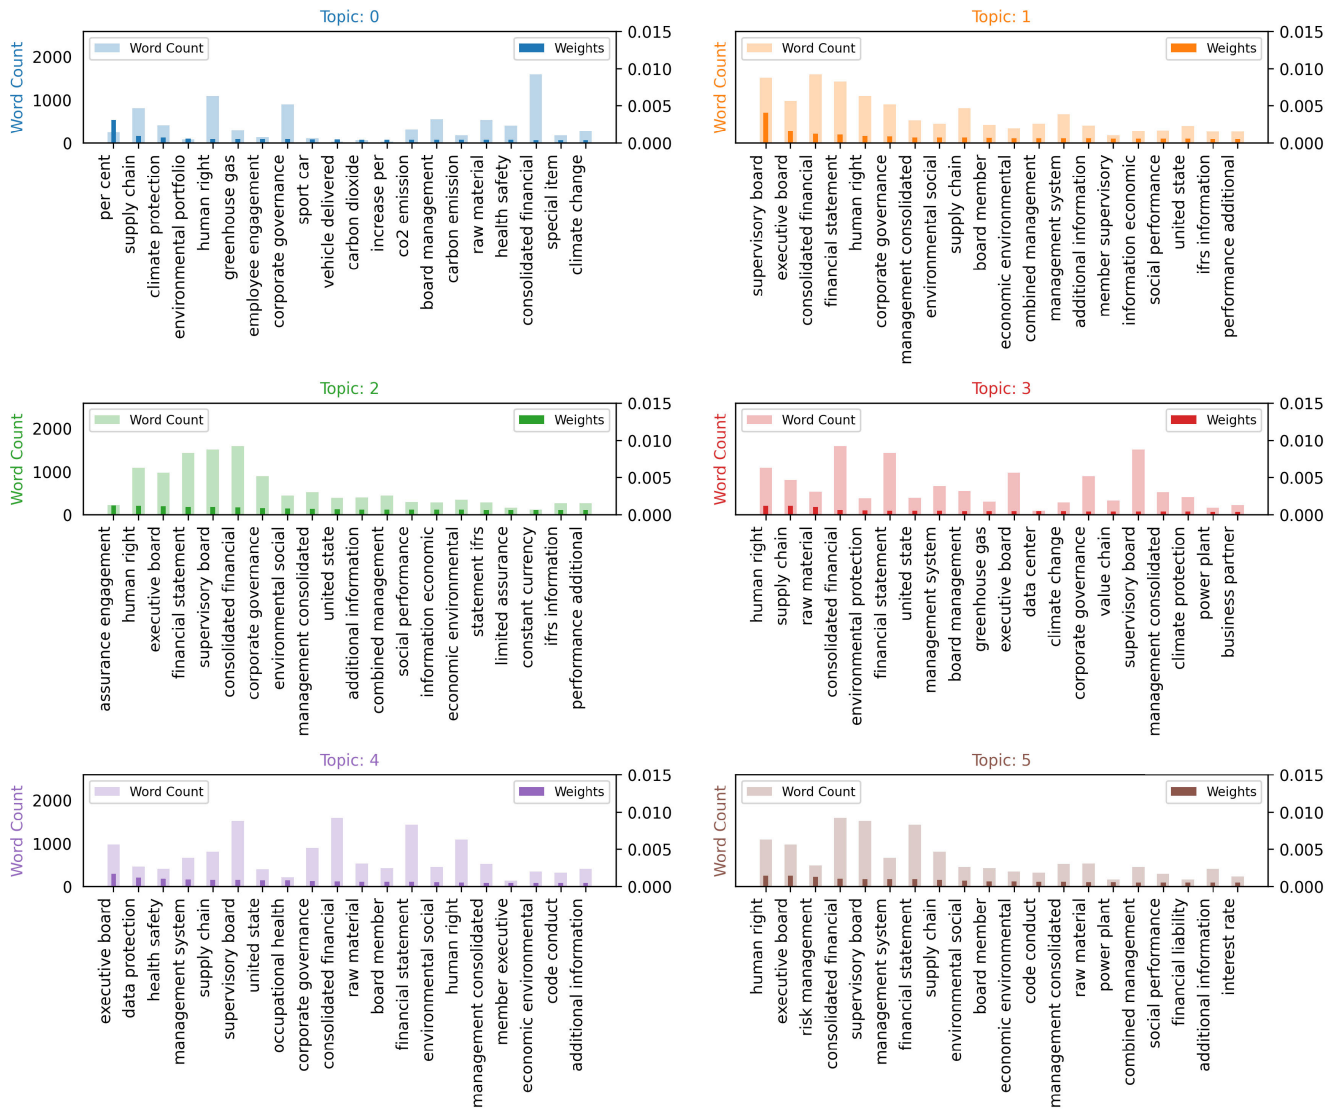 Topic: 0
Word Count
Word Count
Weights
2000
1000
0
0.015
0.010
0.005
0.000
per cent
supply chain
climate protection
environmental portfolio
human right
greenhouse gas
employee engagement
corporate governance
sport car
vehicle delivered
carbon dioxide
increase per
co2 emission
board management
carbon emission
raw material
health safety
consolidated financial
special item
climate change
Topic: 1
Word Count
Word Count
Weights
0.015
0.010
0.005
0.000
supervisory board
executive board
consolidated financial
financial statement
human right
corporate governance
management consolidated
environmental social
supply chain
board member
economic environmental
combined management
management system
additional information
member supervisory
information economic
social performance
united state
ifrs information
performance additional
Topic: 2
Word Count
Word Count
Weights
2000
1000
0
0.015
0.010
0.005
0.000
assurance engagement
human right
executive board
financial statement
supervisory board
consolidated financial
corporate governance
environmental social
management consolidated
united state
additional information
combined management
social performance
information economic
economic environmental
statement ifrs
limited assurance
constant currency
ifrs information
performance additional
Topic: 3
Word Count
Word Count
Weights
0.015
0.010
0.005
0.000
human right
supply chain
raw material
consolidated financial
environmental protection
financial statement
united state
management system
board management
greenhouse gas
executive board
data center
climate change
corporate governance
value chain
supervisory board
management consolidated
climate protection
power plant
business partner
Topic: 4
Word Count
Word Count
Weights
2000
1000
0
0.015
0.010
0.005
0.000
executive board
data protection
health safety
management system
supply chain
supervisory board
united state
occupational health
corporate governance
consolidated financial
raw material
board member
financial statement
environmental social
human right
management consolidated
member executive
economic environmental
code conduct
additional information
Topic: 5
Word Count
Word Count
Weights
0.015
0.010
0.005
0.000
human right
executive board
risk management
consolidated financial
supervisory board
management system
financial statement
supply chain
environmental social
board member
economic environmental
code conduct
management consolidated
raw material
power plant
combined management
social performance
financial liability
additional information
interest rate